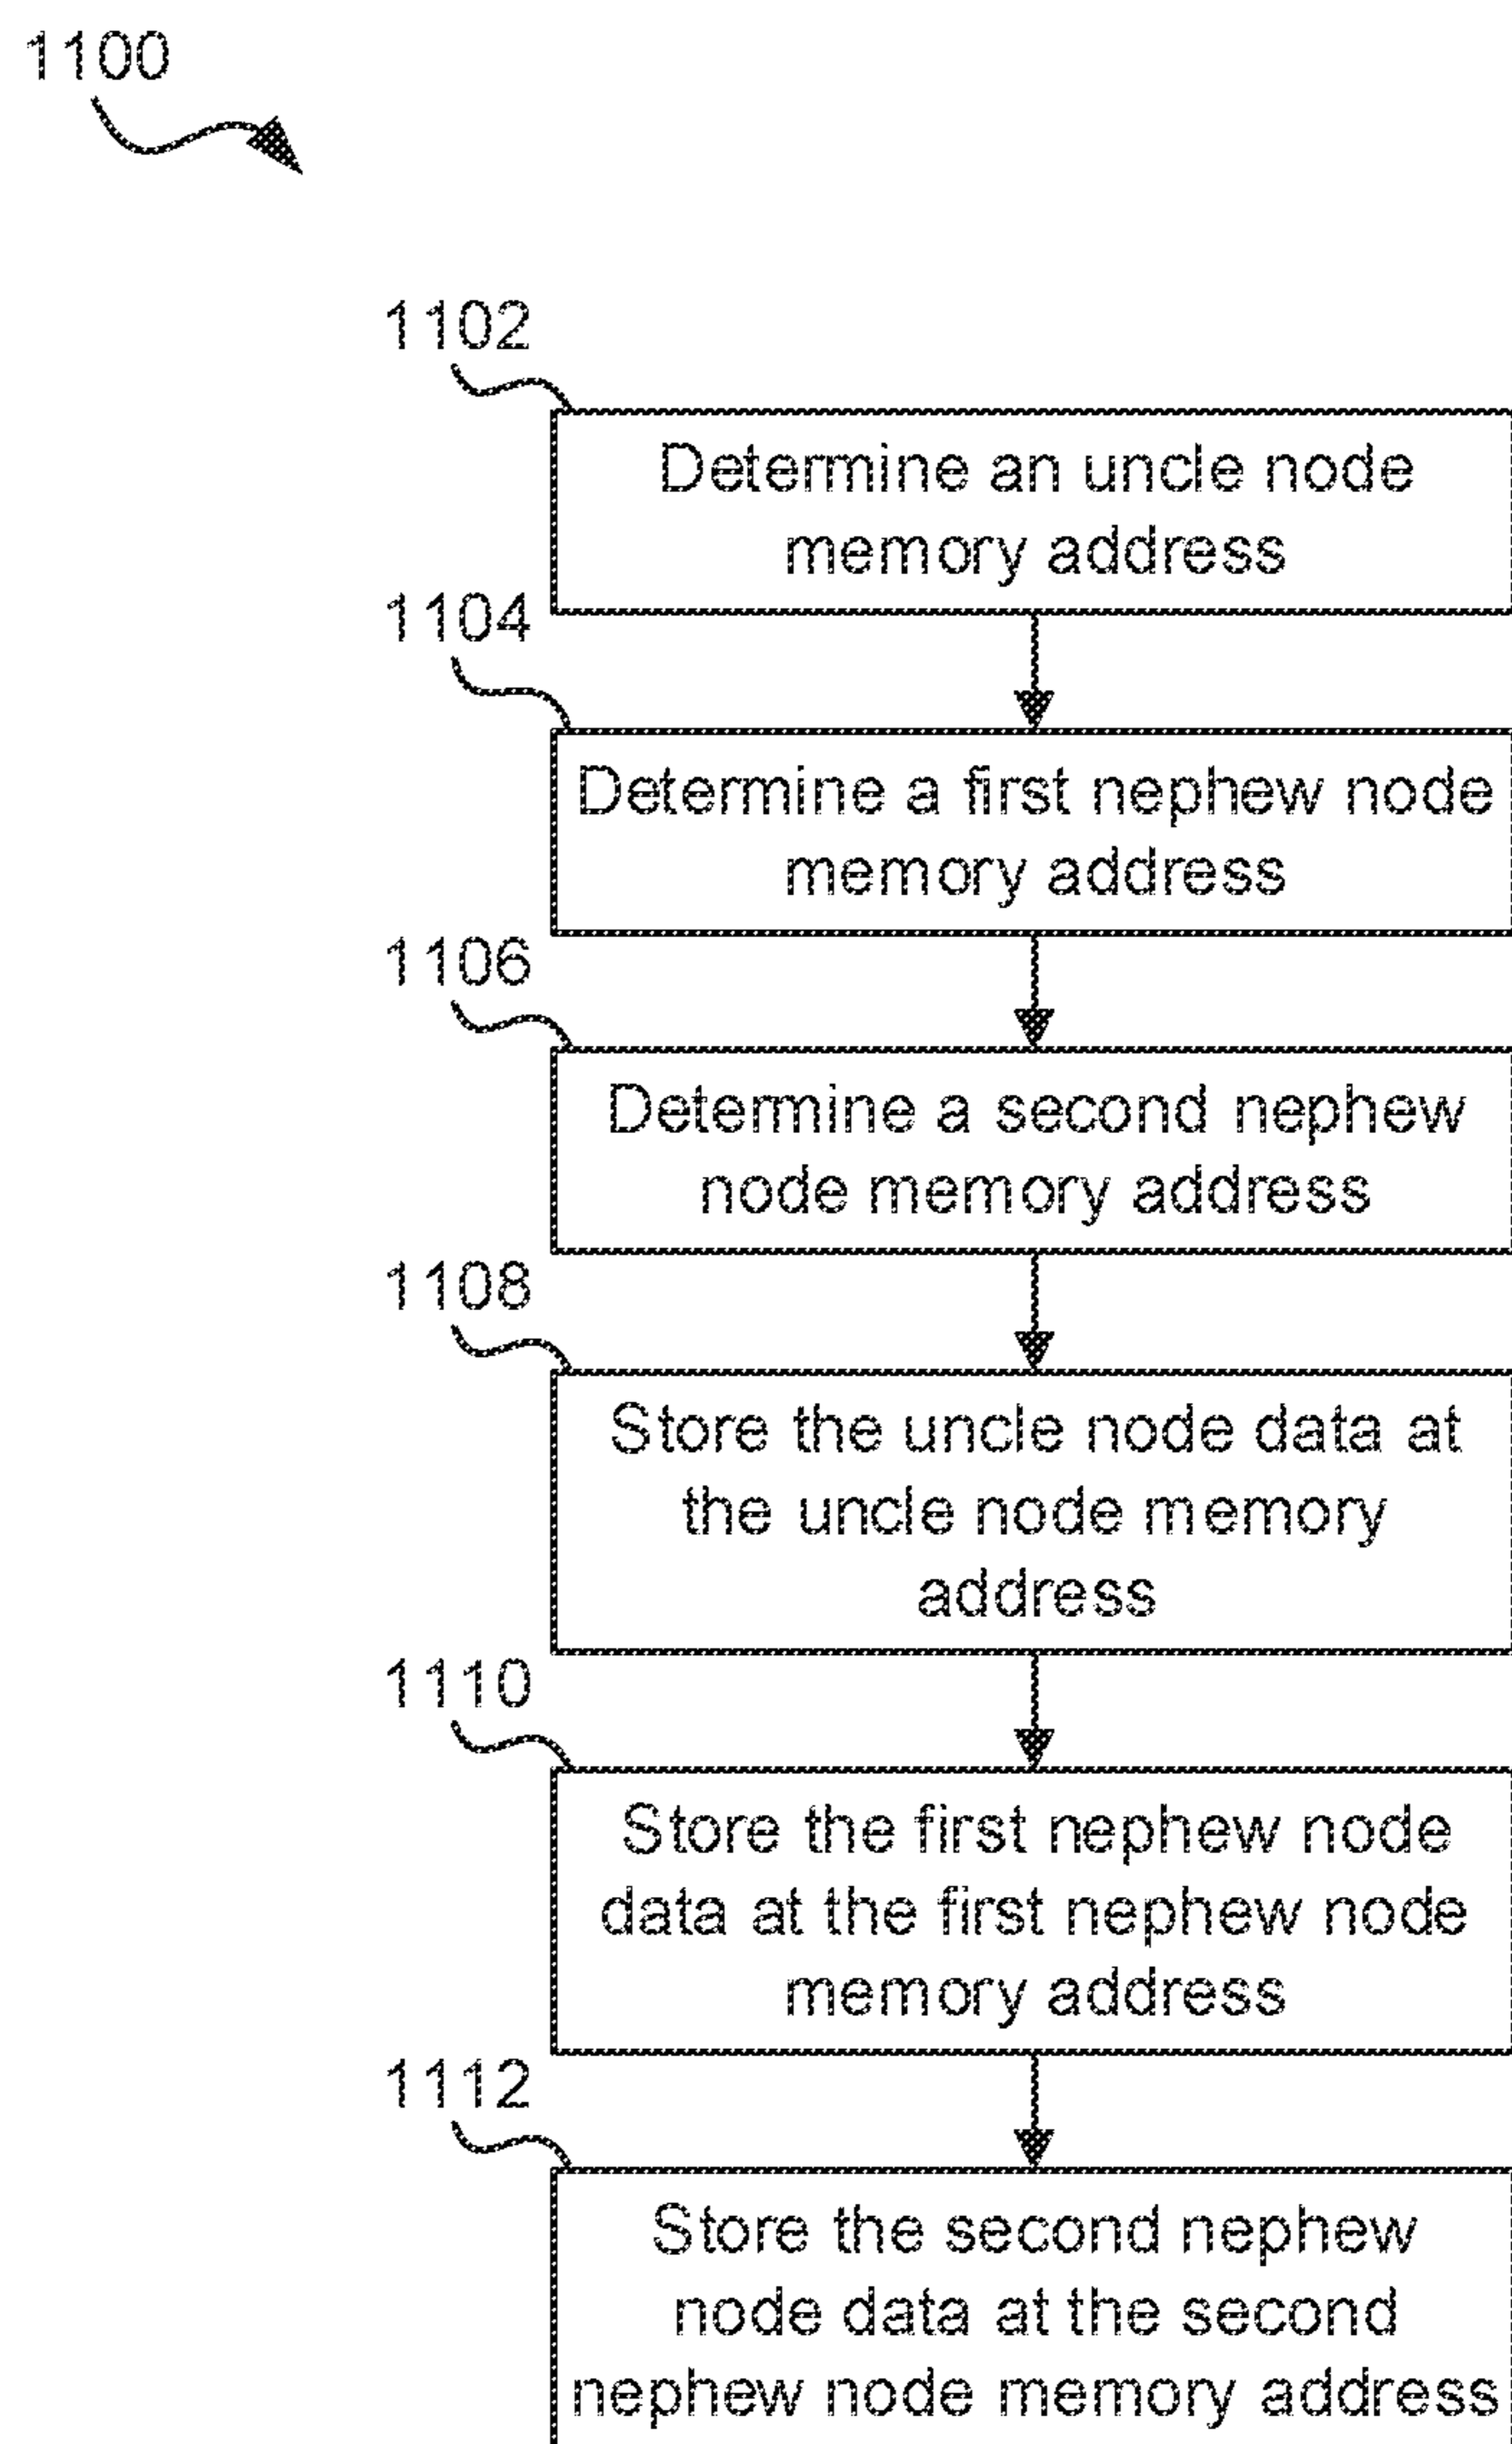 1100
1102
Determine an uncle node
memory address
1104
Determine a first nephew node
memory address
1106
Determine a second nephew
node memory address
1108
Store the uncle node data at
the uncle node memory
address
1110
Store the first nephew node
data at the first nephew node
memory address
1112
Store the second nephew
node data at the second
nephew node memory address